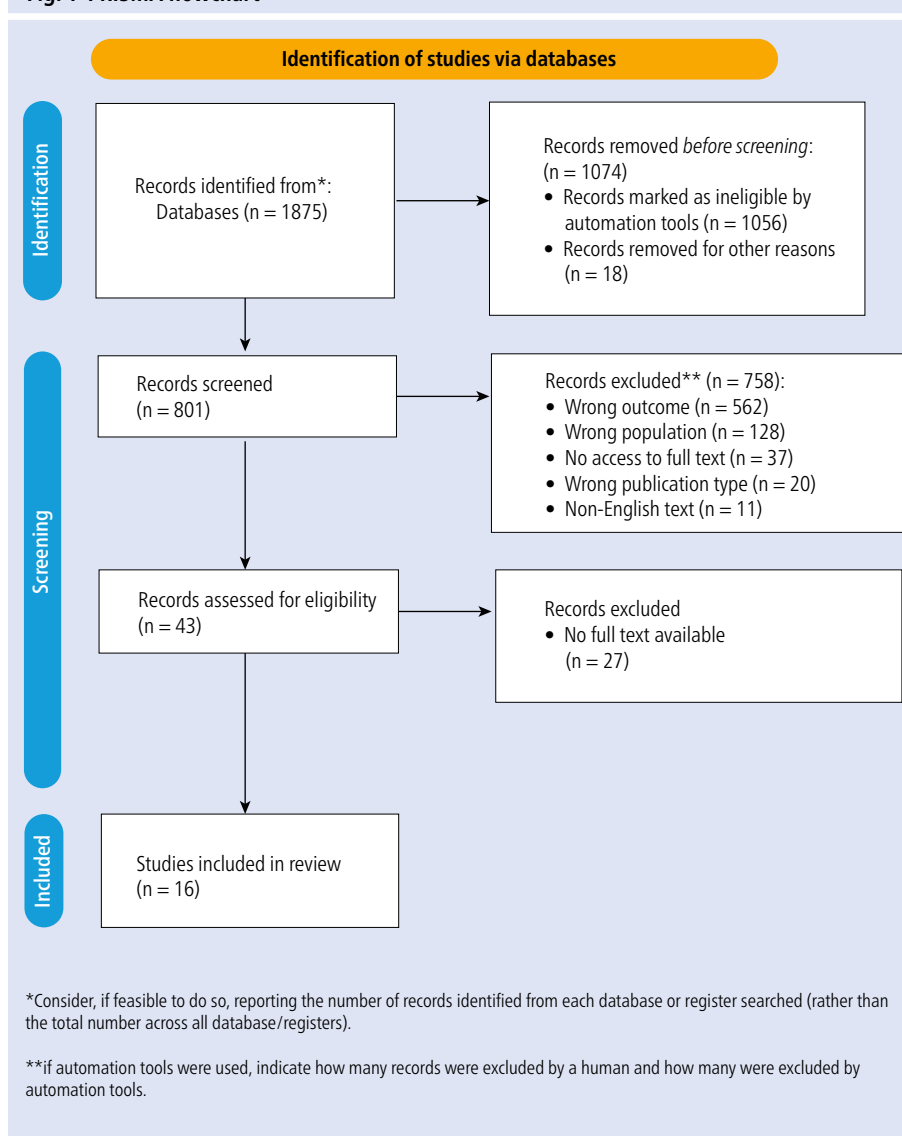 Identification of studies via databases
Identification
Records identified from*:
Databases (n = 1875)
Records removed before screening:
(n = 1074)
• Records marked as ineligible by
automation tools (n = 1056)
• Records removed for other reasons
(n = 18)
Screening
Records screened
(n = 801)
Records excluded** (n = 758):
• Wrong outcome (n = 562)
• Wrong population (n = 128)
• No access to full text (n = 37)
• Wrong publication type (n = 20)
• Non-English text (n = 11)
Records assessed for eligibility
(n = 43)
Records excluded
• No full text available
(n = 27)
Included
Studies included in review
(n = 16)
*Consider, if feasible to do so, reporting the number of records identified from each database or register searched (rather than
the total number across all database/registers).
**if automation tools were used, indicate how many records were excluded by a human and how many were excluded by
automation tools.